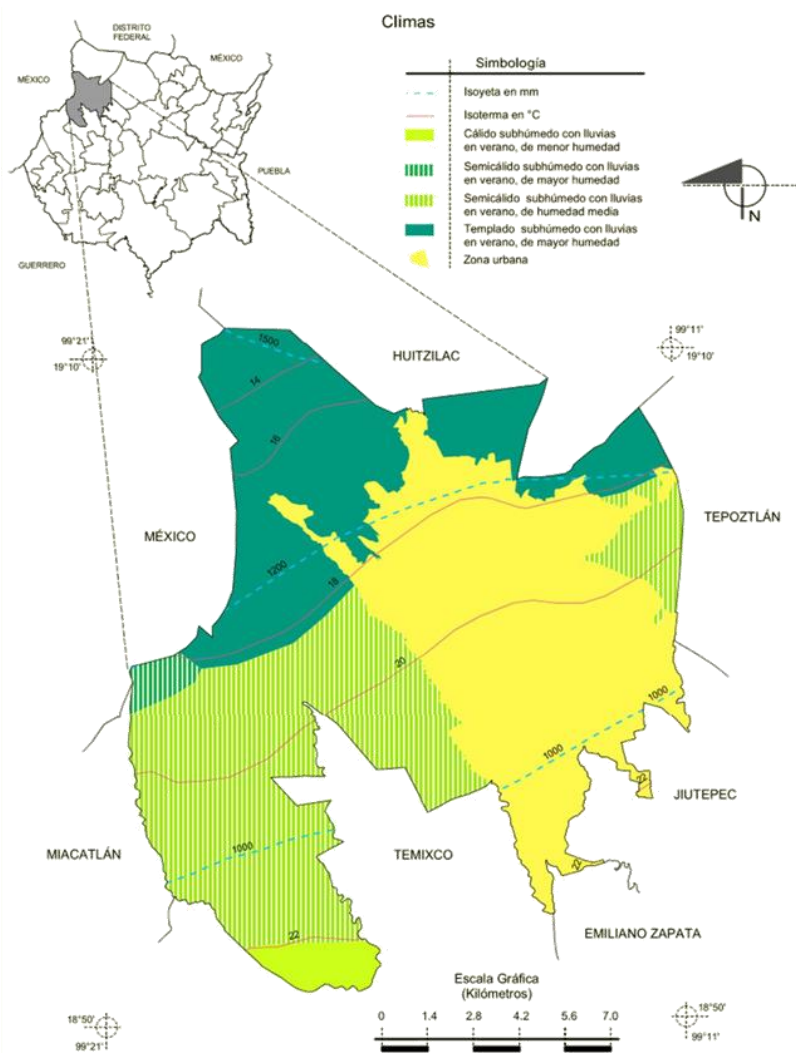 Climas
DISTRITO
FEDERAL
MÉXICO
MÉXICO
PUEBLA
GUERRERO
Simbología
Isoyeta en mm
Isoterma en °C
Cálido subhúmedo con lluvias
en verano, de menor humedad
Semicálido subhúmedo con lluvias
en verano, de mayor humedad
Semicálido subhúmedo con lluvias
en verano, de humedad media
Templado subhúmedo con lluvias
en verano, de mayor humedad
Zona urbana
N
99°21'
19°10'
99°11'
19°10'
HUITZILAC
1500
14
16
TEPOZTLÁN
MÉXICO
1200
18
20
1000
1000
22
JIUTEPEC
MIACATLÁN
1000
TEMIXCO
22
EMILIANO ZAPATA
22
Escala Gráfica
(Kilómetros)
0 1.4 2.8 4.2 5.6 7.0
18°50'
99°21'
18°50'
99°11'